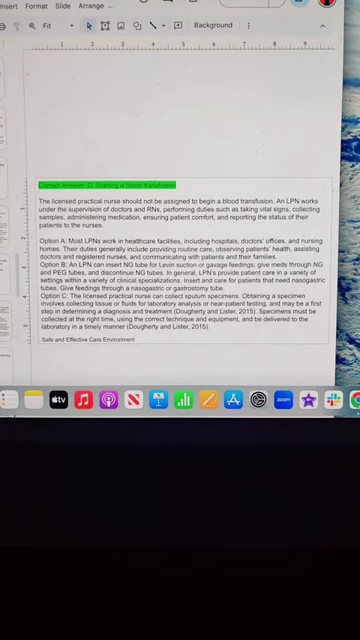 Insert Format Slide Arrange ...
Fit Background
1 2 3 4 5 6 7 8 9
Correct Answer: D. Starting a blood transfusion
The licensed practical nurse should not be assigned to begin a blood transfusion. An LPN works
under the supervision of doctors and RNs, performing duties such as taking vital signs, collecting
samples, administering medication, ensuring patient comfort, and reporting the status of their
patients to the nurses.
Option A: Most LPNs work in healthcare facilities, including hospitals, doctors' offices, and nursing
homes. Their duties generally include providing routine care, observing patients' health, assisting
doctors and registered nurses, and communicating with patients and their families.
Option B: An LPN can insert NG tube for Levin suction or gavage feedings; give meds through NG
and PEG tubes, and discontinue NG tubes. In general, LPN's provide patient care in a variety of
settings within a variety of clinical specializations. Insert and care for patients that need nasogastric
tubes. Give feedings through a nasogastric or gastrostomy tube.
Option C: The licensed practical nurse can collect sputum specimens. Obtaining a specimen
involves collecting tissue or fluids for laboratory analysis or near-patient testing, and may be a first
step in determining a diagnosis and treatment (Dougherty and Lister, 2015). Specimens must be
collected at the right time, using the correct technique and equipment, and be delivered to the
laboratory in a timely manner (Dougherty and Lister, 2015).
Safe and Effective Care Environment
tv
zoom